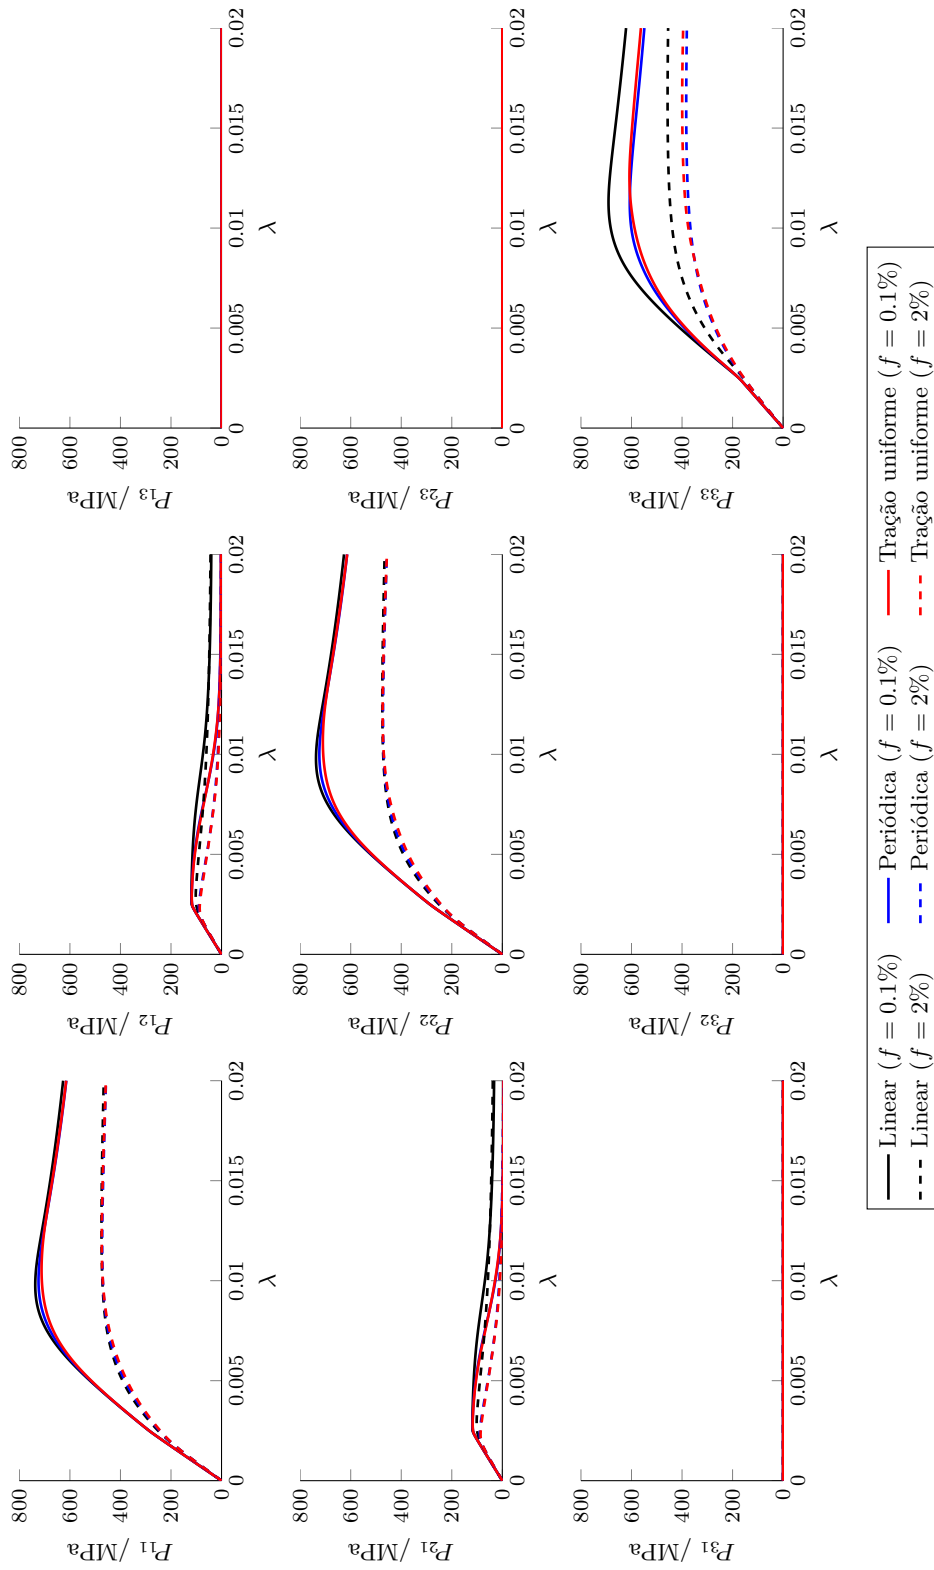 800
600
400
200
0
P11 /MPa
0 0.005 0.01 0.015 0.02
λ
800
600
400
200
0
P12 /MPa
0 0.005 0.01 0.015 0.02
λ
800
600
400
200
0
P13 /MPa
0 0.005 0.01 0.015 0.02
λ
800
600
400
200
0
P21 /MPa
0 0.005 0.01 0.015 0.02
λ
800
600
400
200
0
P22 /MPa
0 0.005 0.01 0.015 0.02
λ
800
600
400
200
0
P23 /MPa
0 0.005 0.01 0.015 0.02
λ
800
600
400
200
0
P31 /MPa
0 0.005 0.01 0.015 0.02
λ
800
600
400
200
0
P32 /MPa
0 0.005 0.01 0.015 0.02
λ
800
600
400
200
0
P33 /MPa
0 0.005 0.01 0.015 0.02
λ
Linear (f = 0.1%) Periódica (f = 0.1%) Tração uniforme (f = 0.1%)
Linear (f = 2%) Periódica (f = 2%) Tração uniforme (f = 2%)